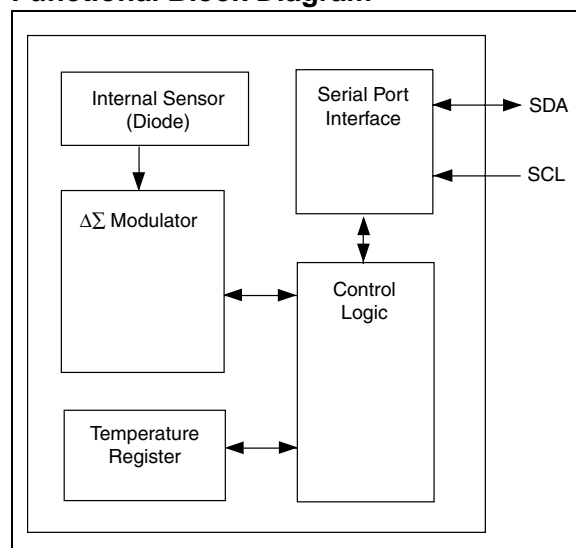 Functional Block Diagram
Internal Sensor
(Diode)
Serial Port
Interface
SDA
SCL
ΔΣ Modulator
Control
Logic
Temperature
Register